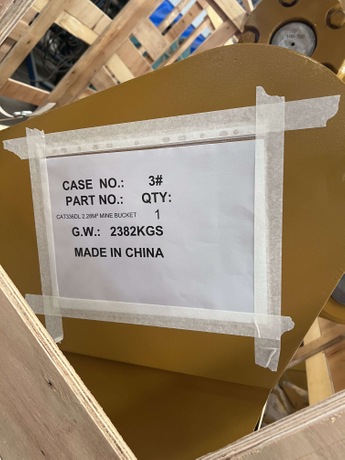 CASE NO.: 3#
PART NO.: QTY:
CAT336DL 2.28M³ MINE BUCKET 1
G.W.: 2382KGS
MADE IN CHINA